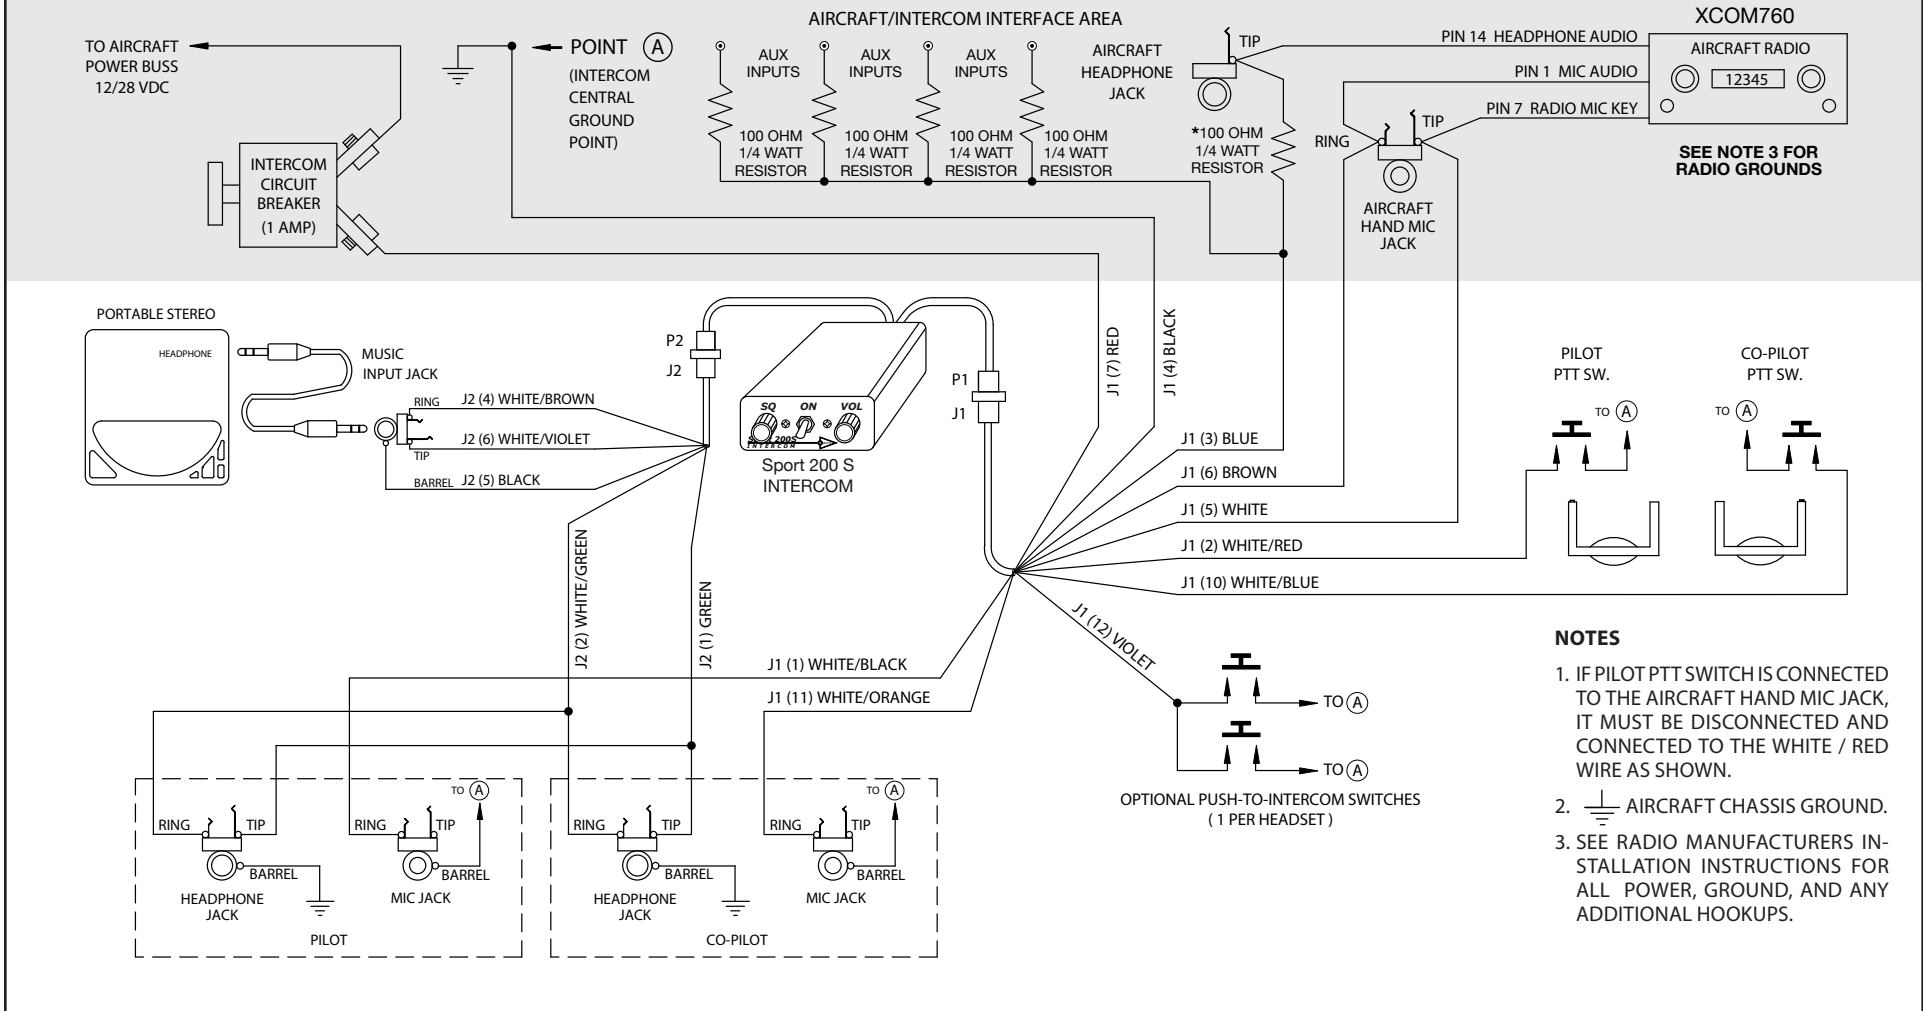 AIRCRAFT/INTERCOM INTERFACE AREA
TO AIRCRAFT
POWER BUSS
12/28 VDC
POINT A
(INTERCOM
CENTRAL
GROUND
POINT)
AUX
INPUTS
AUX
INPUTS
AUX
INPUTS
100 OHM
1/4 WATT
RESISTOR
100 OHM
1/4 WATT
RESISTOR
100 OHM
1/4 WATT
RESISTOR
100 OHM
1/4 WATT
RESISTOR
AIRCRAFT
HEADPHONE
JACK
TIP
*100 OHM
1/4 WATT
RESISTOR
XCOM760
PIN 14 HEADPHONE AUDIO
PIN 1 MIC AUDIO
PIN 7 RADIO MIC KEY
AIRCRAFT RADIO
12345
SEE NOTE 3 FOR
RADIO GROUNDS
RING
TIP
AIRCRAFT
HAND MIC
JACK
INTERCOM
CIRCUIT
BREAKER
(1 AMP)
PORTABLE STEREO
HEADPHONE
MUSIC
INPUT JACK
RING
J2 (4) WHITE/BROWN
J2 (6) WHITE/VIOLET
TIP
BARREL
J2 (5) BLACK
P2
J2
SQ
ON
VOL
INTERCOM
Sport 200 S
INTERCOM
P1
J1
J1 (7) RED
J1 (4) BLACK
J1 (3) BLUE
J1 (6) BROWN
J1 (5) WHITE
J1 (2) WHITE/RED
J1 (10) WHITE/BLUE
PILOT
PTT SW.
TO A
CO-PILOT
PTT SW.
TO A
J2 (2) WHITE/GREEN
J2 (1) GREEN
J1 (1) WHITE/BLACK
J1 (11) WHITE/ORANGE
J1 (12) VIOLET
TO A
TO A
OPTIONAL PUSH-TO-INTERCOM SWITCHES
( 1 PER HEADSET )
RING
TIP
BARREL
HEADPHONE
JACK
RING
TIP
TO A
BARREL
MIC JACK
PILOT
RING
TIP
BARREL
HEADPHONE
JACK
RING
TIP
TO A
BARREL
MIC JACK
CO-PILOT
NOTES
1. IF PILOT PTT SWITCH IS CONNECTED
TO THE AIRCRAFT HAND MIC JACK,
IT MUST BE DISCONNECTED AND
CONNECTED TO THE WHITE / RED
WIRE AS SHOWN.
2. AIRCRAFT CHASSIS GROUND.
3. SEE RADIO MANUFACTURERS IN-
STALLATION INSTRUCTIONS FOR
ALL POWER, GROUND, AND ANY
ADDITIONAL HOOKUPS.